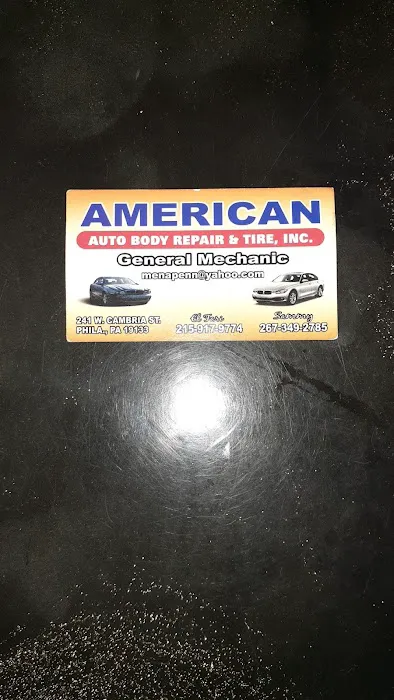 AMERICAN
AUTO BODY REPAIR & TIRE, INC.
General Mechanic
menapenn@yahoo.com
241 W. CAMBRIA ST.
PHILA., PA 19133
215-917-9774
Sammy
267-349-2785